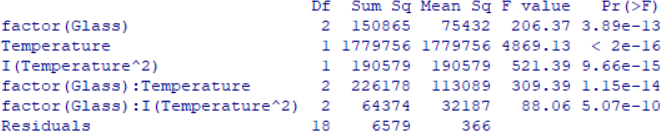 Df Sum Sq Mean Sq F value Pr(>F)
factor(Glass) 2 150865 75432 206.37 3.89e-13
Temperature 1 1779756 1779756 4869.13 < 2e-16
I(Temperature^2) 1 190579 190579 521.39 9.66e-15
factor(Glass):Temperature 2 226178 113089 309.39 1.15e-14
factor(Glass):I(Temperature^2) 2 64374 32187 88.06 5.07e-10
Residuals 18 6579 366